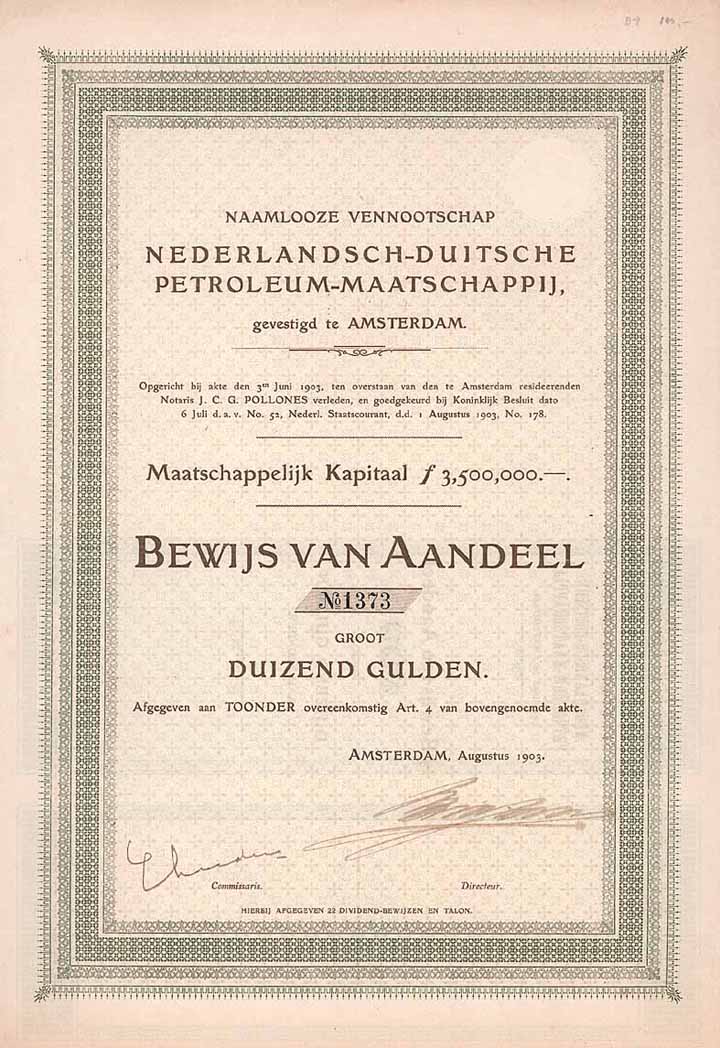 NAAMLOOZE VENNOOTSCHAP
NEDERLANDSCH-DUITSCHE
PETROLEUM-MAATSCHAPPIJ,
gevestigd te AMSTERDAM.
Opgericht bij akte den 3en Juni 1903, ten overstaan van den te Amsterdam resideerenden
Notaris J. C. G. POLLONES verleden, en goedgekeurd bij Koninklijk Besluit dato
6 Juli d. a. v. No. 52, Nederl. Staatscourant, d.d. 1 Augustus 1903, No. 178.
Maatschappelijk Kapitaal ƒ 3,500,000.—.
BEWIJS VAN AANDEEL
No 1373
GROOT
DUIZEND GULDEN.
Afgegeven aan TOONDER overeenkomstig Art. 4 van bovengenoemde akte.
AMSTERDAM, Augustus 1903.
Commissaris. Directeur.
HIERBIJ AFGEGEVEN 22 DIVIDEND-BEWIJZEN EN TALON.